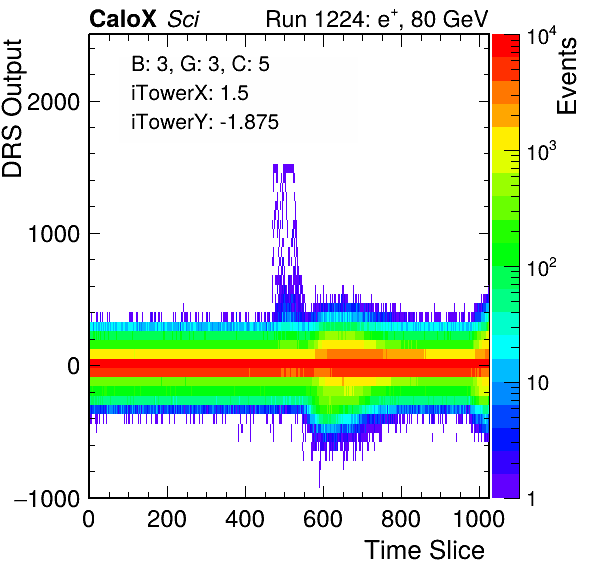 CaloX Sci Run 1224: e⁺, 80 GeV
B: 3, G: 3, C: 5
iTowerX: 1.5
iTowerY: -1.875
DRS Output
2000
1000
0
−1000
0 200 400 600 800 1000
Time Slice
Events
10⁴
10³
10²
10
1